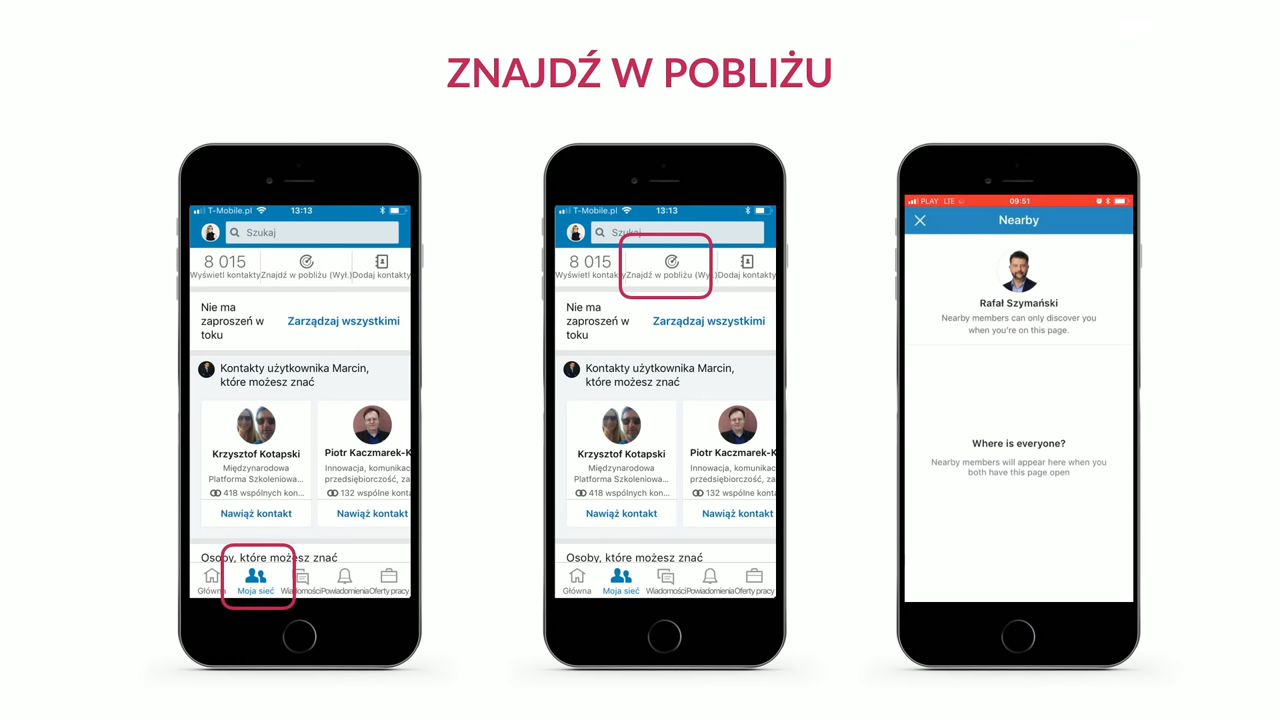 ZNAJDŹ W POBLIŻU
T-Mobile.pl 13:13
Szukaj
8 015
Wyświetl kontakty Znajdź w pobliżu (Wył.) Dodaj kontakty
Nie ma
zaproszeń w
toku
Zarządzaj wszystkimi
Kontakty użytkownika Marcin,
które możesz znać
Krzysztof Kotapski
Międzynarodowa
Platforma Szkoleniowa...
418 wspólnych kon...
Nawiąż kontakt
Piotr Kaczmarek-K
Innowacja, komunikac
przedsiębiorczość, za
132 wspólne konta
Nawiąż kontakt
Osoby, które możesz znać
Główna Moja sieć Wiadomości Powiadomienia Oferty pracy
T-Mobile.pl 13:13
Szukaj
8 015
Wyświetl kontakty Znajdź w pobliżu (Wył.) Dodaj kontakty
Nie ma
zaproszeń w
toku
Zarządzaj wszystkimi
Kontakty użytkownika Marcin,
które możesz znać
Krzysztof Kotapski
Międzynarodowa
Platforma Szkoleniowa...
418 wspólnych kon...
Nawiąż kontakt
Piotr Kaczmarek-K
Innowacja, komunikac
przedsiębiorczość, za
132 wspólne konta
Nawiąż kontakt
Osoby, które możesz znać
Główna Moja sieć Wiadomości Powiadomienia Oferty pracy
PLAY LTE 09:51
Nearby
Rafał Szymański
Nearby members can only discover you
when you're on this page.
Where is everyone?
Nearby members will appear here when you
both have this page open